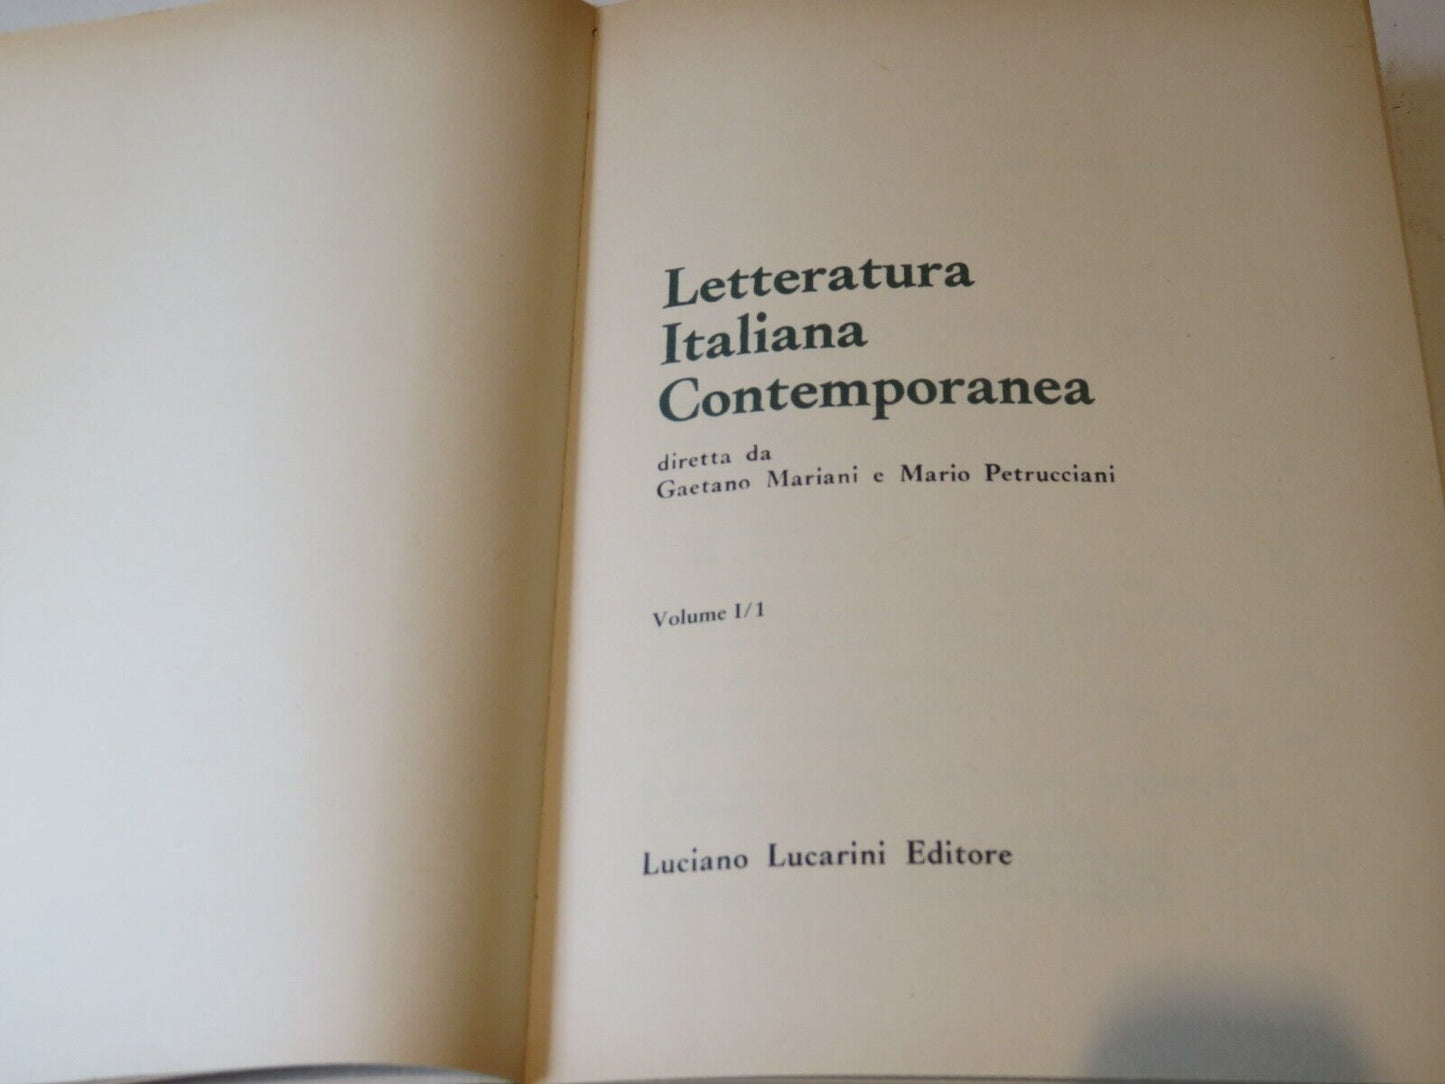 Letteratura
Italiana
Contemporanea
diretta da
Gaetano Mariani e Mario Petrucciani
Volume I/1
Luciano Lucarini Editore